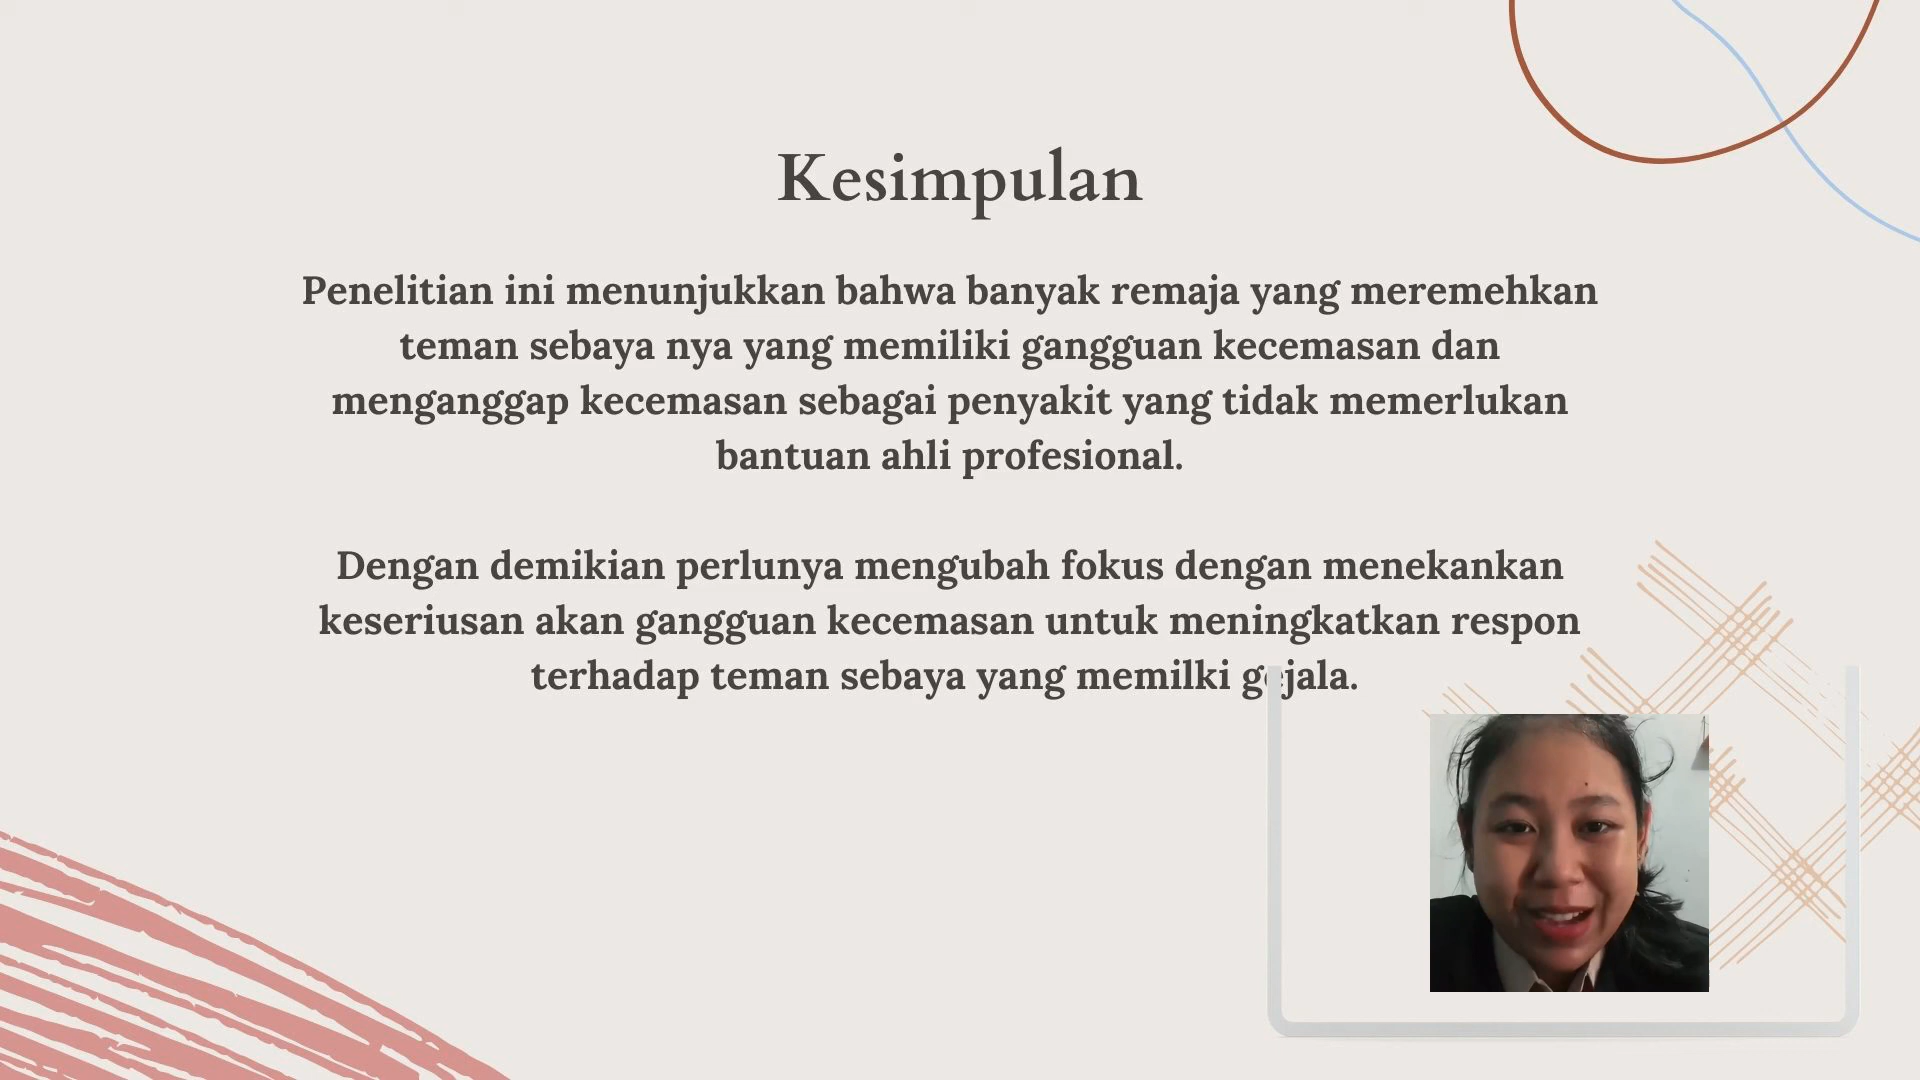 Kesimpulan
Penelitian ini menunjukkan bahwa banyak remaja yang meremehkan
teman sebaya nya yang memiliki gangguan kecemasan dan
menganggap kecemasan sebagai penyakit yang tidak memerlukan
bantuan ahli profesional.
Dengan demikian perlunya mengubah fokus dengan menekankan
keseriusan akan gangguan kecemasan untuk meningkatkan respon
terhadap teman sebaya yang memilki gejala.